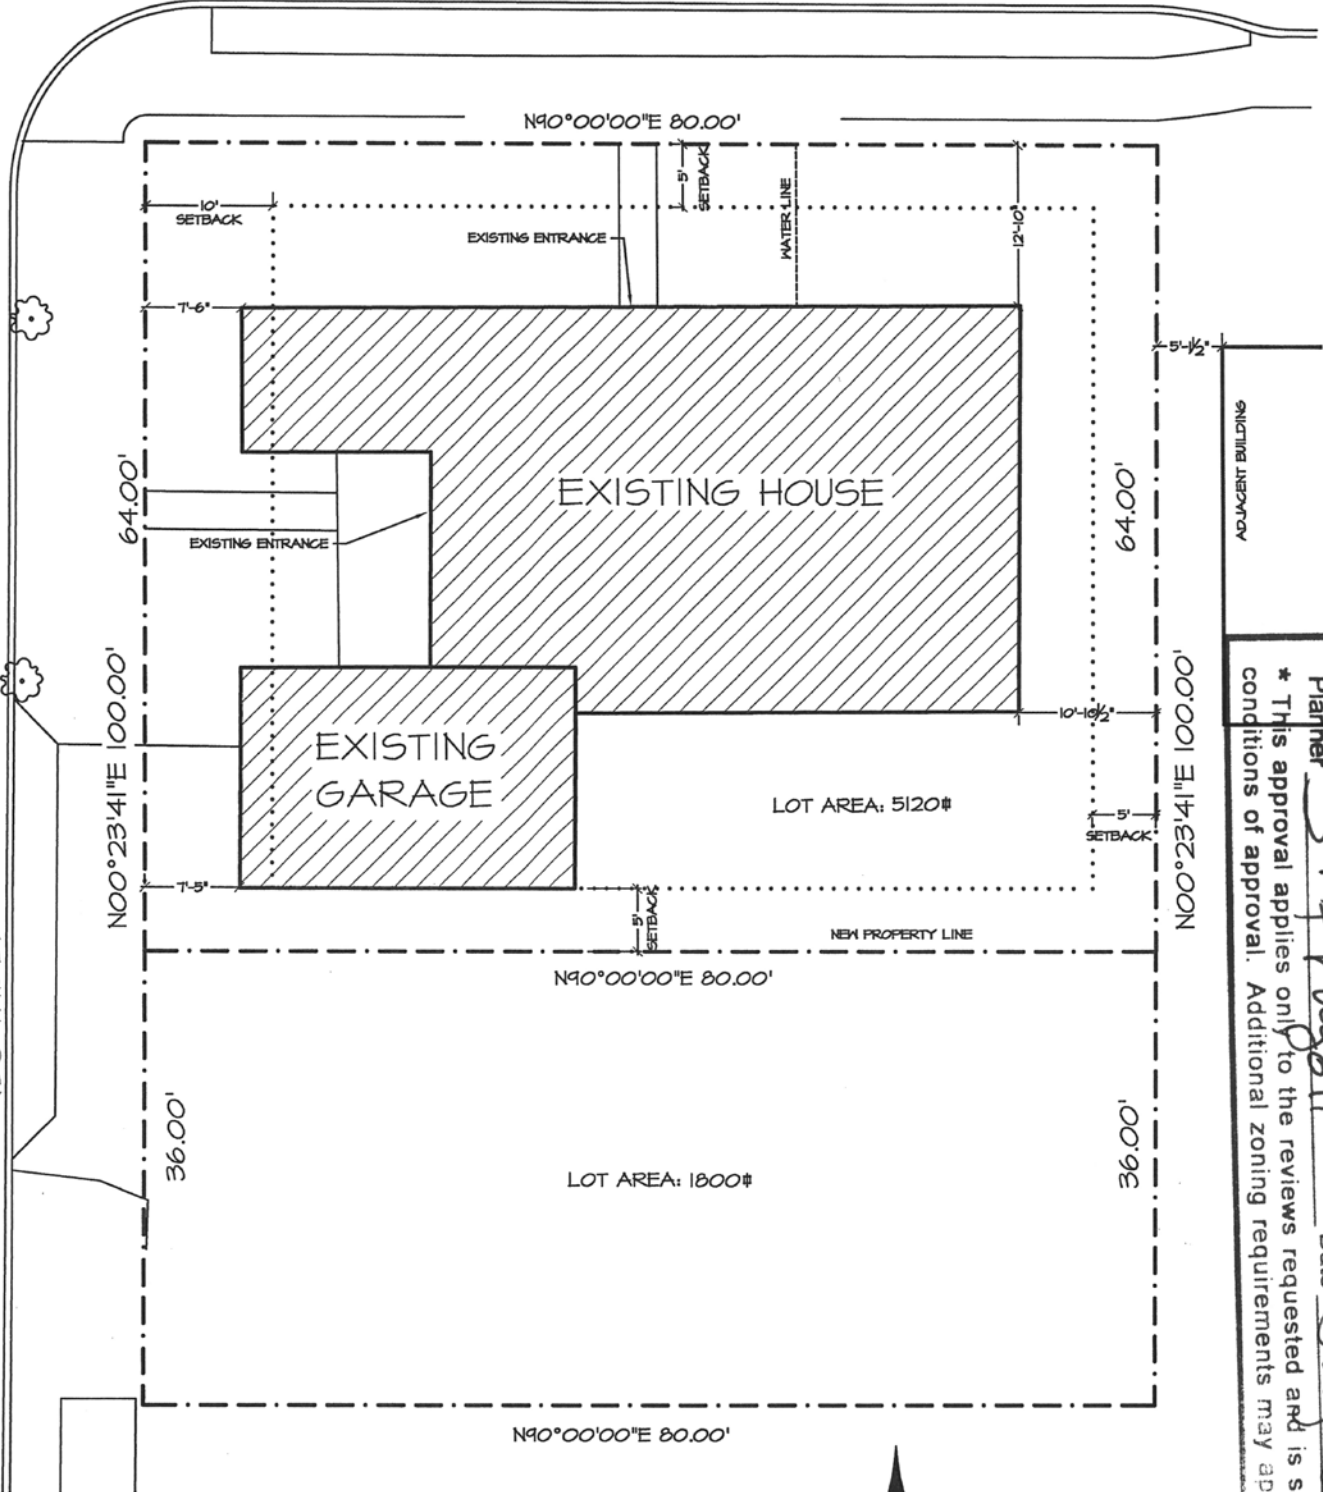 N90°00'00"E 80.00'
10'
SETBACK
5'
SETBACK
WATER LINE
12'-10"
EXISTING ENTRANCE
7'-6"
5'-1/2"
ADJACENT BUILDING
64.00'
EXISTING HOUSE
64.00'
EXISTING ENTRANCE
N00°23'41"E 100.00'
N00°23'41"E 100.00'
10'-10 1/2"
EXISTING
GARAGE
LOT AREA: 5120#
5'
SETBACK
7'-5"
5'
SETBACK
NEW PROPERTY LINE
N90°00'00"E 80.00'
36.00'
36.00'
LOT AREA: 1800#
N90°00'00"E 80.00'
Planner
* This approval applies only to the reviews requested and is s
conditions of approval. Additional zoning requirements may ap